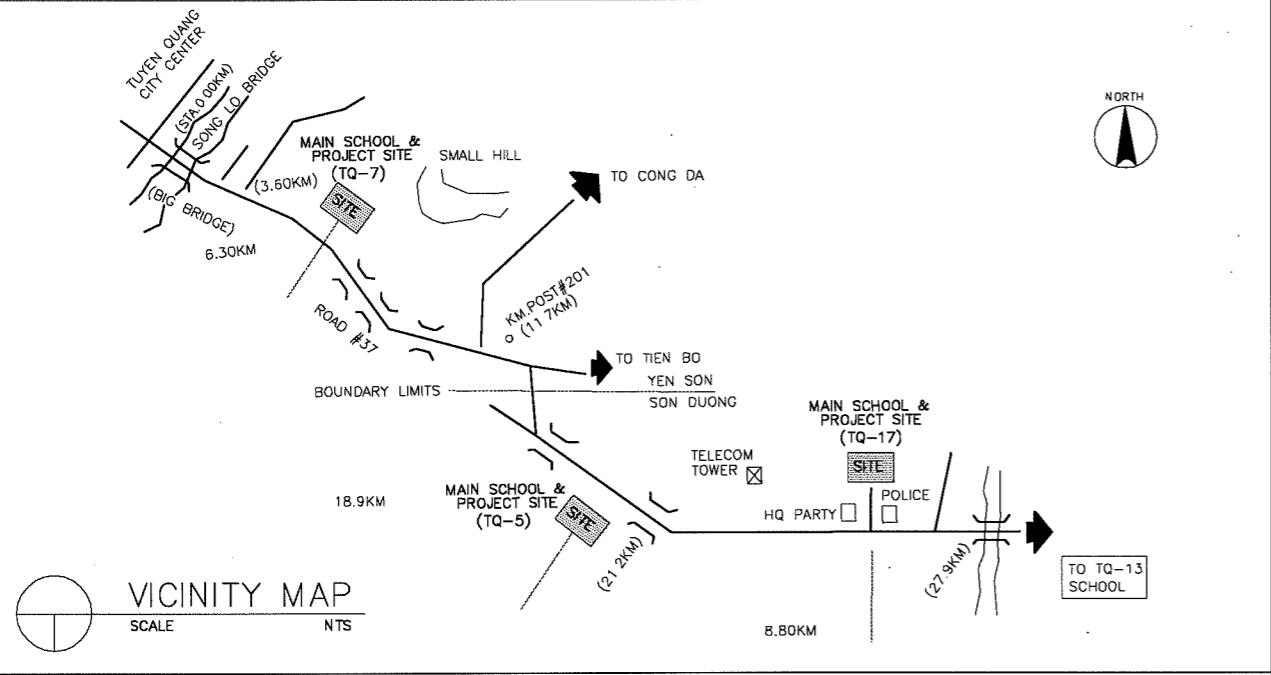 TUYEN QUANG
CITY CENTER
(STA.0.00KM)
SONG LO BRIDGE
(BIG BRIDGE)
6.30KM
(3.60KM)
MAIN SCHOOL &
PROJECT SITE
(TQ-7)
SITE
SMALL HILL
TO CONG DA
NORTH
ROAD #37
KM.POST#201
(11.7KM)
TO TIEN BO
BOUNDARY LIMITS
YEN SON
SON DUONG
MAIN SCHOOL &
PROJECT SITE
(TQ-17)
SITE
TELECOM
TOWER
HQ PARTY
POLICE
18.9KM
MAIN SCHOOL &
PROJECT SITE
(TQ-5)
SITE
(21.2KM)
(27.9KM)
TO TQ-13
SCHOOL
8.80KM
VICINITY MAP
SCALE NTS